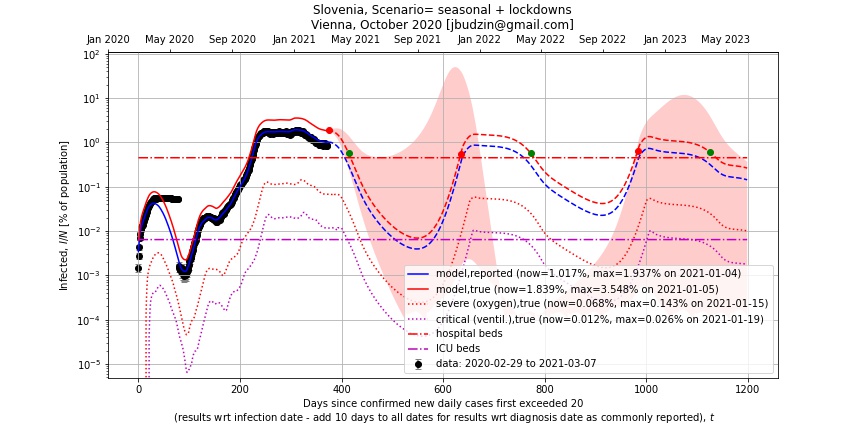 Slovenia, Scenario= seasonal + lockdowns
Vienna, October 2020 [jbudzin@gmail.com]
Jan 2020 May 2020 Sep 2020 Jan 2021 May 2021 Sep 2021 Jan 2022 May 2022 Sep 2022 Jan 2023 May 2023
10²
10¹
10⁰
10⁻¹
10⁻²
10⁻³
10⁻⁴
10⁻⁵
Infected, I/N [% of population]
model,reported (now=1.017%, max=1.937% on 2021-01-04)
model,true (now=1.839%, max=3.548% on 2021-01-05)
severe (oxygen),true (now=0.068%, max=0.143% on 2021-01-15)
critical (ventil.),true (now=0.012%, max=0.026% on 2021-01-19)
hospital beds
ICU beds
data: 2020-02-29 to 2021-03-07
0 200 400 600 800 1000 1200
Days since confirmed new daily cases first exceeded 20
(results wrt infection date - add 10 days to all dates for results wrt diagnosis date as commonly reported), t